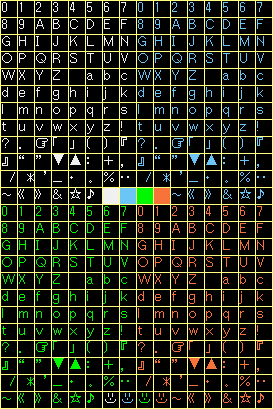 0 1 2 3 4 5 6 7 0 1 2 3 4 5 6 7
8 9 A B C D E F 8 9 A B C D E F
G H I J K L M N G H I J K L M N
O P Q R S T U V O P Q R S T U V
W X Y Z a b c W X Y Z a b c
d e f g h i j k d e f g h i j k
l m n o p q r s l m n o p q r s
t u v w x y z ! t u v w x y z !
? . ☞ 「 」 ( ) 『 ? . ☞ 「 」 ( ) 『
』 “ ” ▼ ▲ : + , 』 “ ” ▼ ▲ : + ,
/ * ' _ · 。 % ‥ / * ' _ · 。 % ‥
~ 《 》 & ☆ ♪ ~ 《 》 & ☆ ♪
0 1 2 3 4 5 6 7 0 1 2 3 4 5 6 7
8 9 A B C D E F 8 9 A B C D E F
G H I J K L M N G H I J K L M N
O P Q R S T U V O P Q R S T U V
W X Y Z a b c W X Y Z a b c
d e f g h i j k d e f g h i j k
l m n o p q r s l m n o p q r s
t u v w x y z ! t u v w x y z !
? . ☞ 「 」 ( ) 『 ? . ☞ 「 」 ( ) 『
』 “ ” ▼ ▲ : + , 』 “ ” ▼ ▲ : + ,
/ * ' _ · 。 % ‥ / * ' _ · 。 % ‥
~ 《 》 & ☆ ♪ ~ 《 》 & ☆ ♪